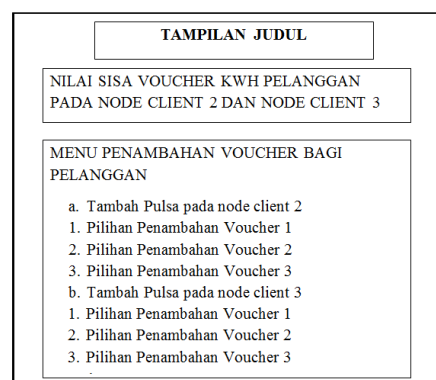 TAMPILAN JUDUL
NILAI SISA VOUCHER KWH PELANGGAN
PADA NODE CLIENT 2 DAN NODE CLIENT 3
MENU PENAMBAHAN VOUCHER BAGI
PELANGGAN
a. Tambah Pulsa pada node client 2
1. Pilihan Penambahan Voucher 1
2. Pilihan Penambahan Voucher 2
3. Pilihan Penambahan Voucher 3
b. Tambah Pulsa pada node client 3
1. Pilihan Penambahan Voucher 1
2. Pilihan Penambahan Voucher 2
3. Pilihan Penambahan Voucher 3